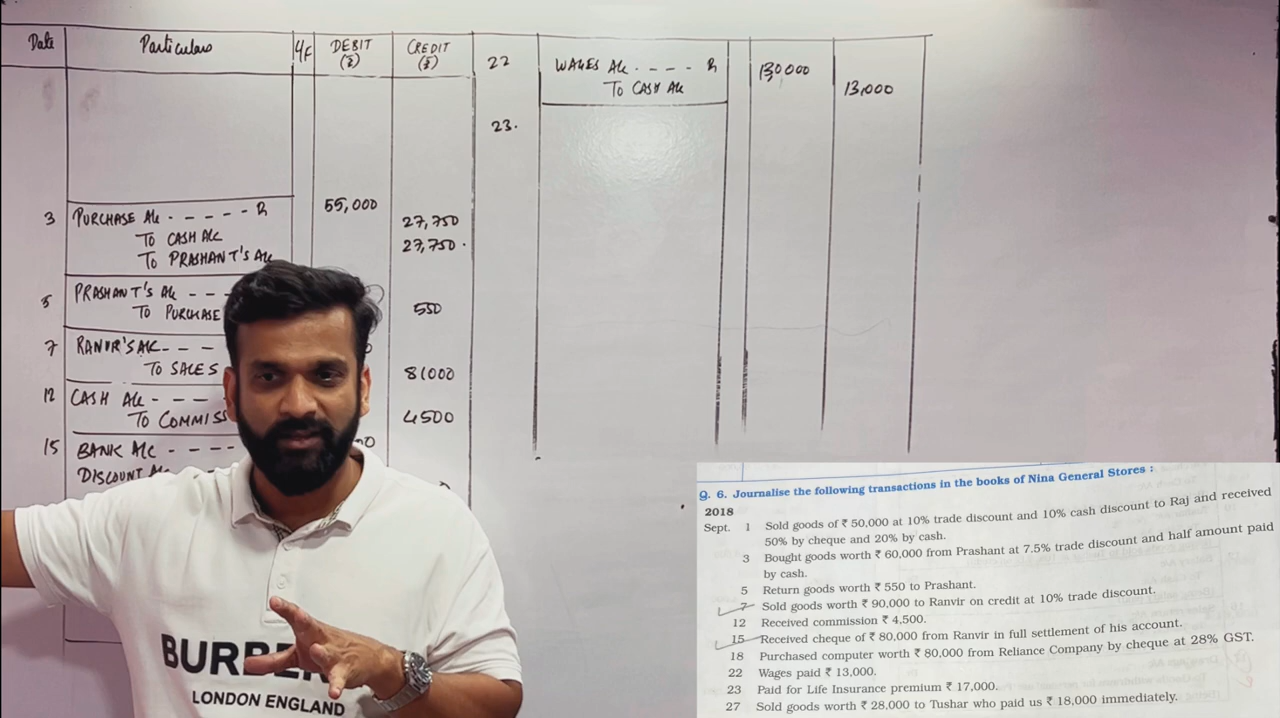 Date Particulars L/F DEBIT (₹) CREDIT (₹)
3 PURCHASE A/c - - - - - Dr 55,000
TO CASH A/c 27,750
TO PRASHANT'S A/c 27,750
5 PRASHANT'S A/c - - -
TO PURCHASE 550
7 RANVIR'S A/c - - -
TO SALES 81000
12 CASH A/c - - - -
TO COMMISS 4500
15 BANK A/c - - - -
DISCOUNT A/c
22 WAGES A/c - - - - Dr 130000
TO CASH A/c 13,000
23.
BURBE
LONDON ENGLAND
Q. 6. Journalise the following transactions in the books of Nina General Stores :
2018
Sept. 1 Sold goods of ₹ 50,000 at 10% trade discount and 10% cash discount to Raj and received
50% by cheque and 20% by cash.
3 Bought goods worth ₹ 60,000 from Prashant at 7.5% trade discount and half amount paid
by cash.
5 Return goods worth ₹ 550 to Prashant.
7 Sold goods worth ₹ 90,000 to Ranvir on credit at 10% trade discount.
12 Received commission ₹ 4,500.
15 Received cheque of ₹ 80,000 from Ranvir in full settlement of his account.
18 Purchased computer worth ₹ 80,000 from Reliance Company by cheque at 28% GST.
22 Wages paid ₹ 13,000.
23 Paid for Life Insurance premium ₹ 17,000.
27 Sold goods worth ₹ 28,000 to Tushar who paid us ₹ 18,000 immediately.